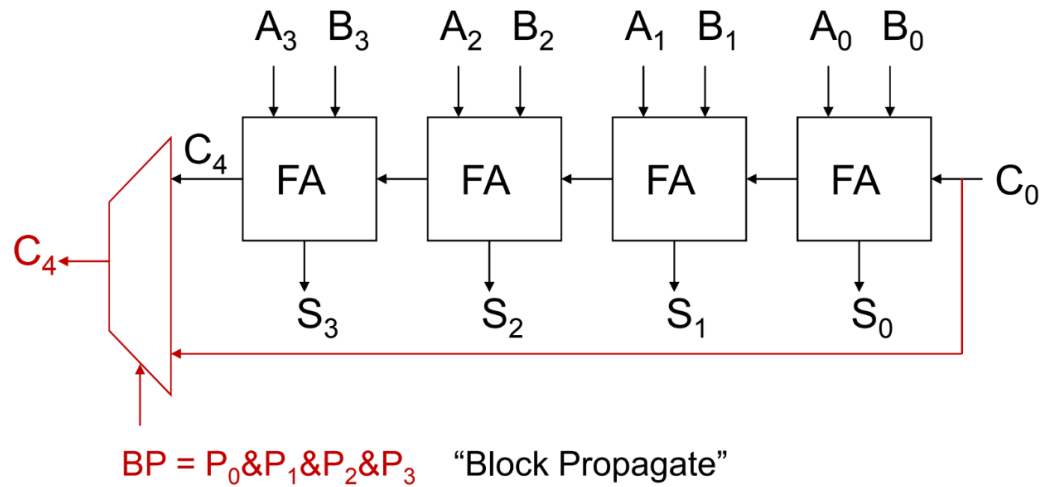 A₃ B₃ A₂ B₂ A₁ B₁ A₀ B₀
C₄ FA FA FA FA C₀
C₄
S₃ S₂ S₁ S₀
BP = P₀&P₁&P₂&P₃ “Block Propagate”